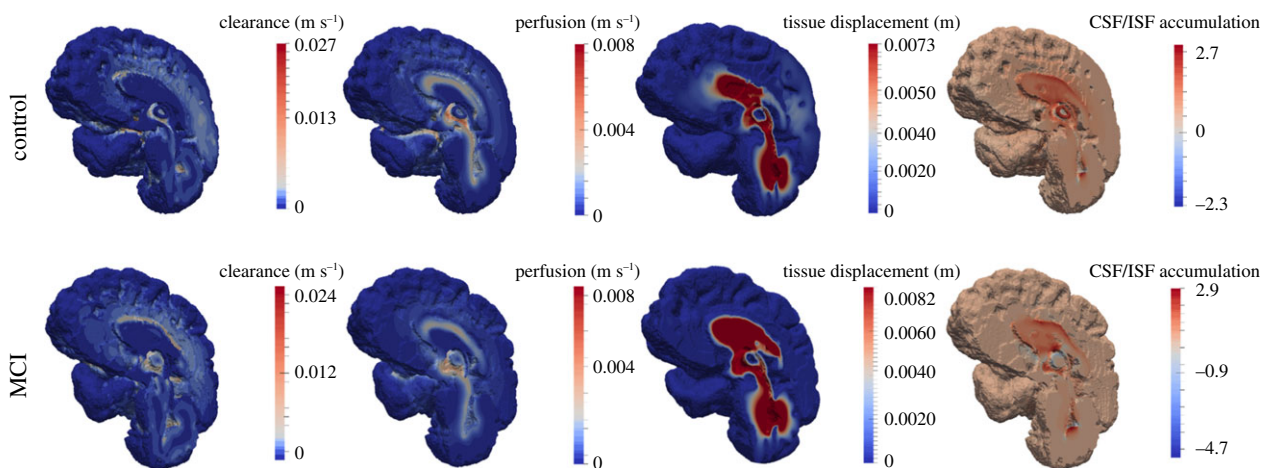 clearance (m s⁻¹)
perfusion (m s⁻¹)
tissue displacement (m)
CSF/ISF accumulation
control
0.027
0.013
0
0.008
0.004
0
0.0073
0.0050
0.0040
0.0020
0
2.7
0
−2.3
clearance (m s⁻¹)
perfusion (m s⁻¹)
tissue displacement (m)
CSF/ISF accumulation
MCI
0.024
0.012
0
0.008
0.004
0
0.0082
0.0060
0.0040
0.0020
0
2.9
−0.9
−4.7